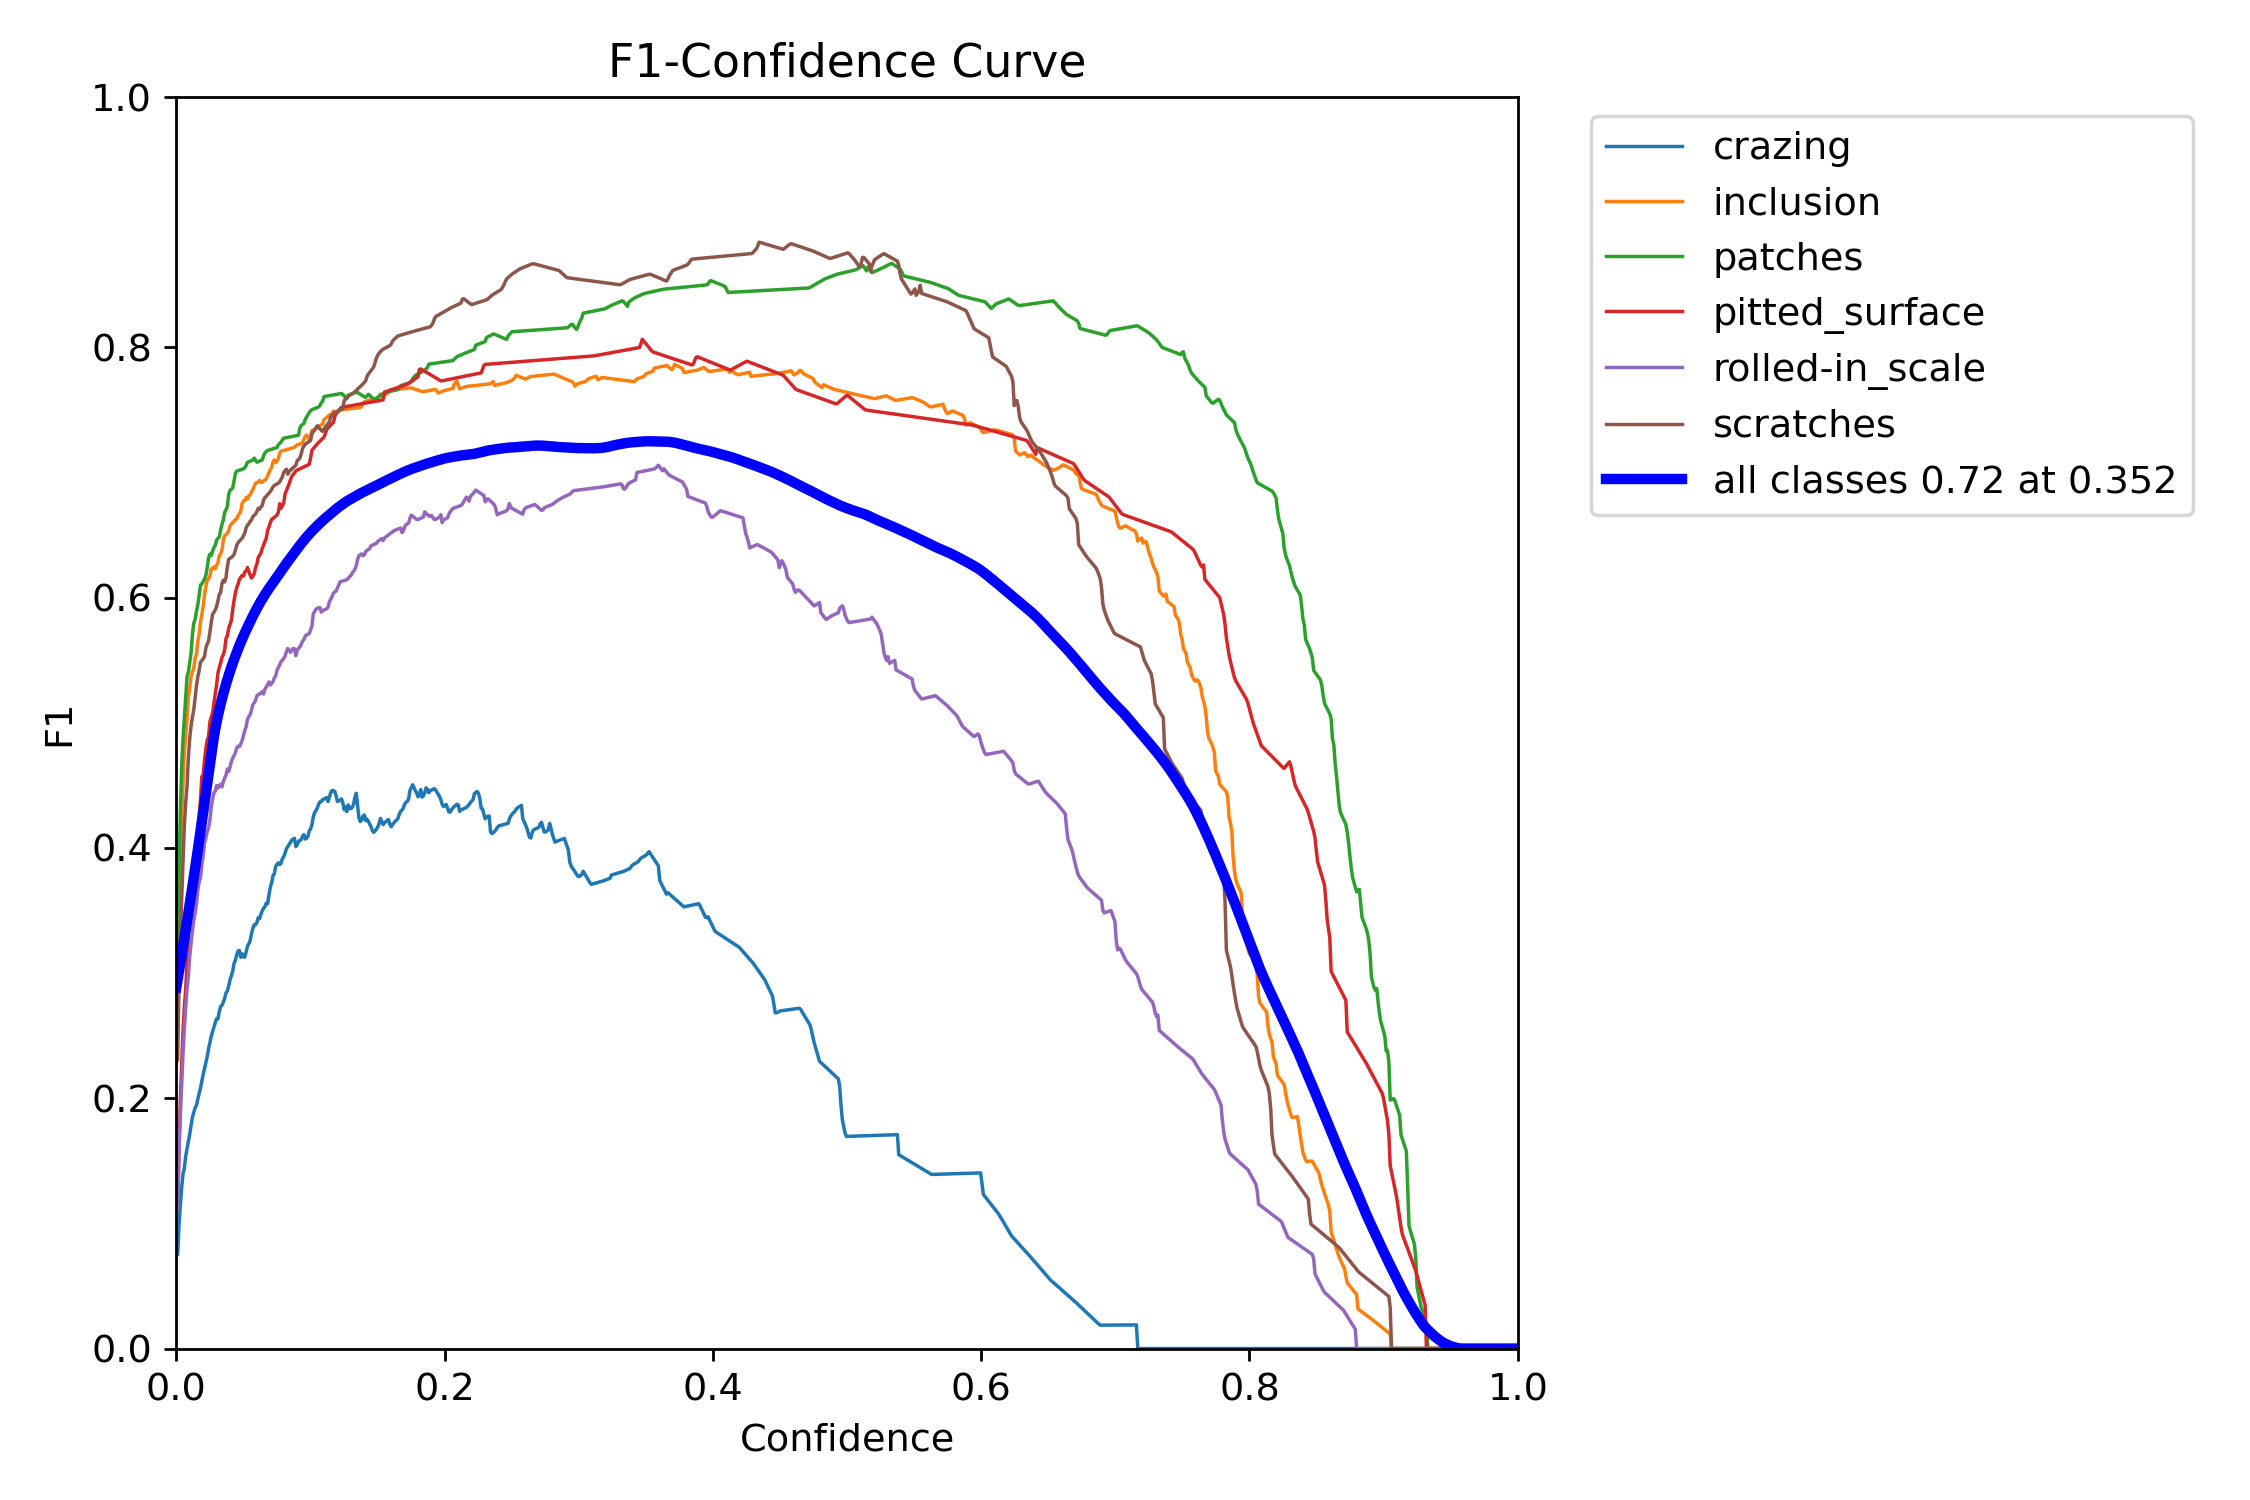 F1-Confidence Curve
1.0
0.8
0.6
0.4
0.2
0.0
F1
0.0 0.2 0.4 0.6 0.8 1.0
Confidence
crazing
inclusion
patches
pitted_surface
rolled-in_scale
scratches
all classes 0.72 at 0.352